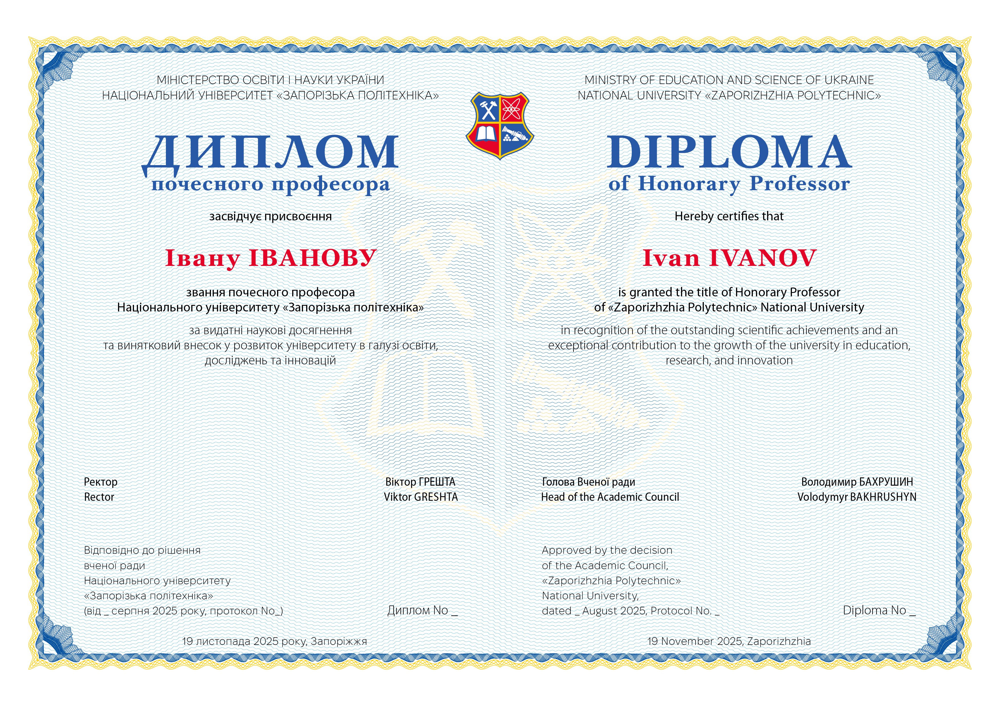 МІНІСТЕРСТВО ОСВІТИ І НАУКИ УКРАЇНИ
НАЦІОНАЛЬНИЙ УНІВЕРСИТЕТ «ЗАПОРІЗЬКА ПОЛІТЕХНІКА»
ДИПЛОМ
почесного професора
засвідчує присвоєння
Івану ІВАНОВУ
звання почесного професора
Національного університету «Запорізька політехніка»
за видатні наукові досягнення
та винятковий внесок у розвиток університету в галузі освіти,
досліджень та інновацій
Ректор
Rector
Віктор ГРЕШТА
Viktor GRESHTA
Відповідно до рішення
вченої ради
Національного університету
«Запорізька політехніка»
(від _ серпня 2025 року, протокол No_)
Диплом No _
19 листопада 2025 року, Запоріжжя
MINISTRY OF EDUCATION AND SCIENCE OF UKRAINE
NATIONAL UNIVERSITY «ZAPORIZHZHIA POLYTECHNIC»
DIPLOMA
of Honorary Professor
Hereby certifies that
Ivan IVANOV
is granted the title of Honorary Professor
of «Zaporizhzhia Polytechnic» National University
in recognition of the outstanding scientific achievements and an
exceptional contribution to the growth of the university in education,
research, and innovation
Голова Вченої ради
Head of the Academic Council
Володимир БАХРУШИН
Volodymyr BAKHRUSHYN
Approved by the decision
of the Academic Council,
«Zaporizhzhia Polytechnic»
National University,
dated _ August 2025, Protocol No. _
Diploma No _
19 November 2025, Zaporizhzhia